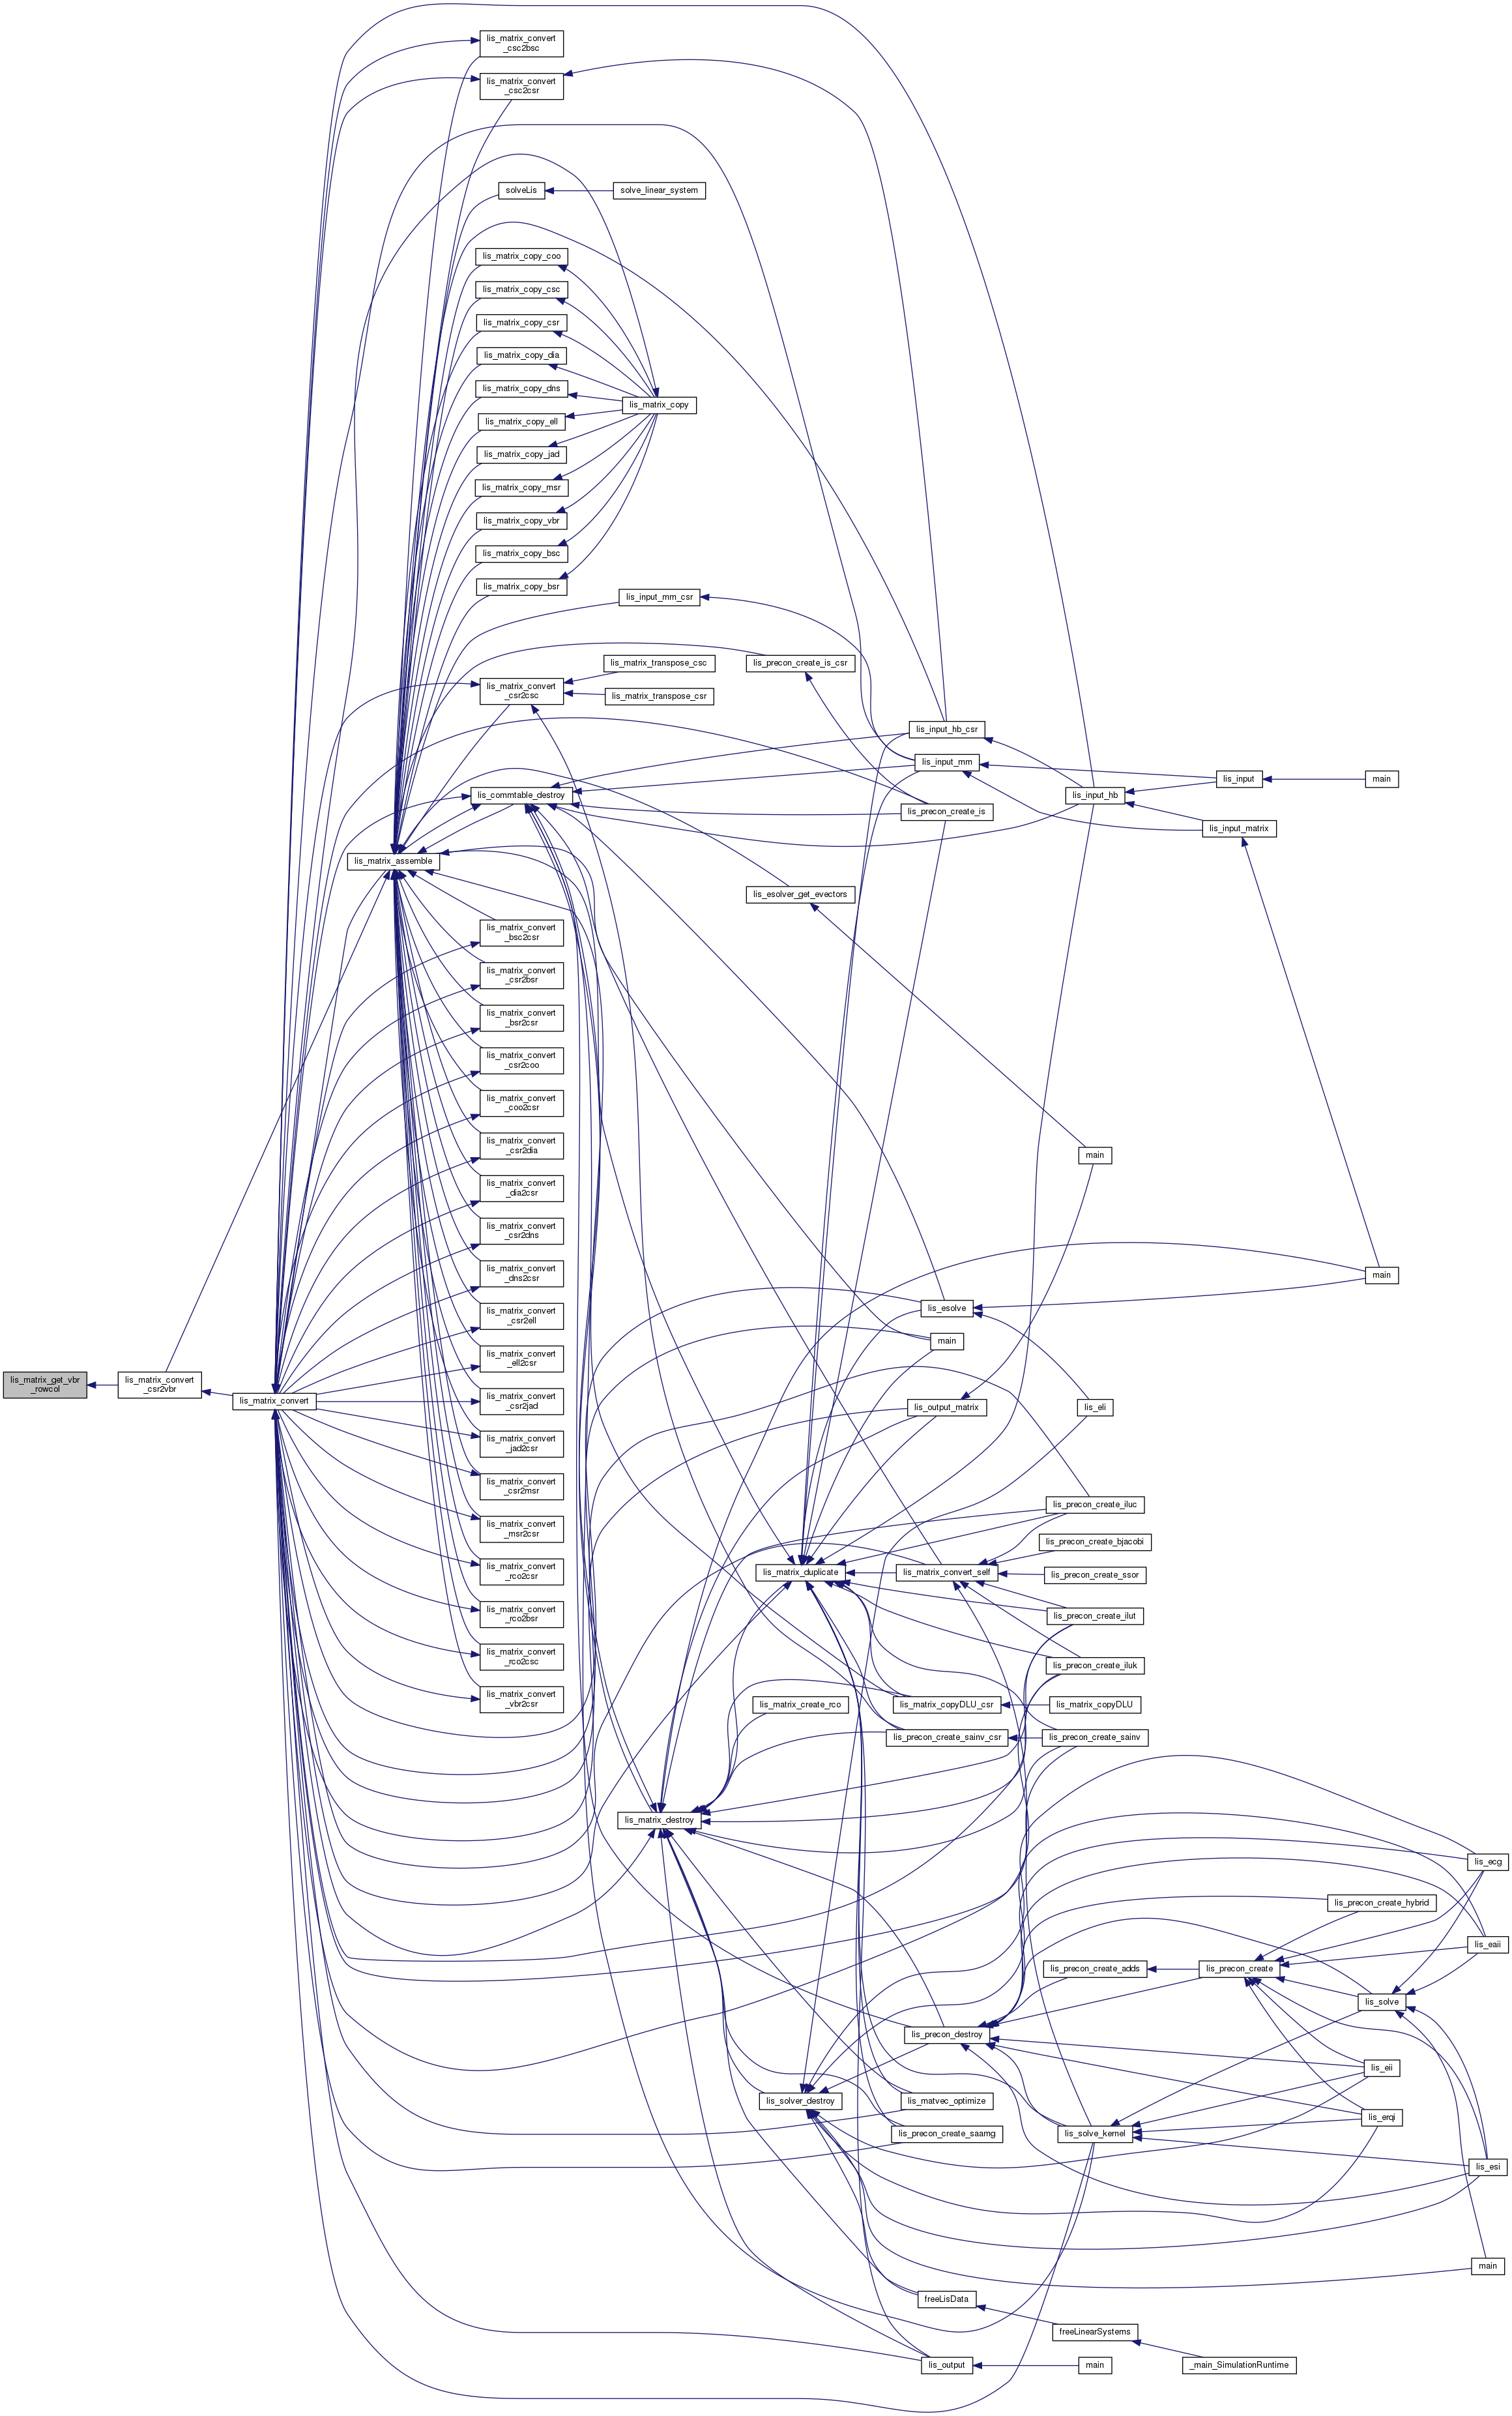 lis_matrix_get_vbr
_rowcol
lis_matrix_convert
_csr2vbr
lis_matrix_convert
lis_matrix_assemble
lis_matrix_convert
_csc2bsc
lis_matrix_convert
_csc2csr
solveLis
solve_linear_system
lis_matrix_copy_coo
lis_matrix_copy_csc
lis_matrix_copy_csr
lis_matrix_copy_dia
lis_matrix_copy_dns
lis_matrix_copy_ell
lis_matrix_copy_jad
lis_matrix_copy_msr
lis_matrix_copy_vbr
lis_matrix_copy_bsc
lis_matrix_copy_bsr
lis_matrix_copy
lis_input_mm_csr
lis_matrix_convert
_csr2csc
lis_matrix_transpose_csc
lis_matrix_transpose_csr
lis_precon_create_is_csr
lis_commtable_destroy
lis_input_hb_csr
lis_input_mm
lis_precon_create_is
lis_input_hb
lis_input
main
lis_input_matrix
lis_esolver_get_evectors
lis_matrix_convert
_bsc2csr
lis_matrix_convert
_csr2bsr
lis_matrix_convert
_bsr2csr
lis_matrix_convert
_csr2coo
lis_matrix_convert
_coo2csr
lis_matrix_convert
_csr2dia
lis_matrix_convert
_dia2csr
lis_matrix_convert
_csr2dns
lis_matrix_convert
_dns2csr
lis_matrix_convert
_csr2ell
lis_matrix_convert
_ell2csr
lis_matrix_convert
_csr2jad
lis_matrix_convert
_jad2csr
lis_matrix_convert
_csr2msr
lis_matrix_convert
_msr2csr
lis_matrix_convert
_rco2csr
lis_matrix_convert
_rco2bsr
lis_matrix_convert
_rco2csc
lis_matrix_convert
_vbr2csr
main
main
lis_esolve
main
lis_output_matrix
lis_eli
lis_precon_create_iluc
lis_precon_create_bjacobi
lis_matrix_duplicate
lis_matrix_convert_self
lis_precon_create_ssor
lis_precon_create_ilut
lis_precon_create_iluk
lis_matrix_create_rco
lis_matrix_copyDLU_csr
lis_matrix_copyDLU
lis_precon_create_sainv_csr
lis_precon_create_sainv
lis_matrix_destroy
lis_ecg
lis_precon_create_hybrid
lis_eaii
lis_precon_create_adds
lis_precon_create
lis_solve
lis_precon_destroy
lis_eii
lis_solver_destroy
lis_matvec_optimize
lis_erqi
lis_precon_create_saamg
lis_solve_kernel
lis_esi
main
freeLisData
freeLinearSystems
lis_output
main
_main_SimulationRuntime